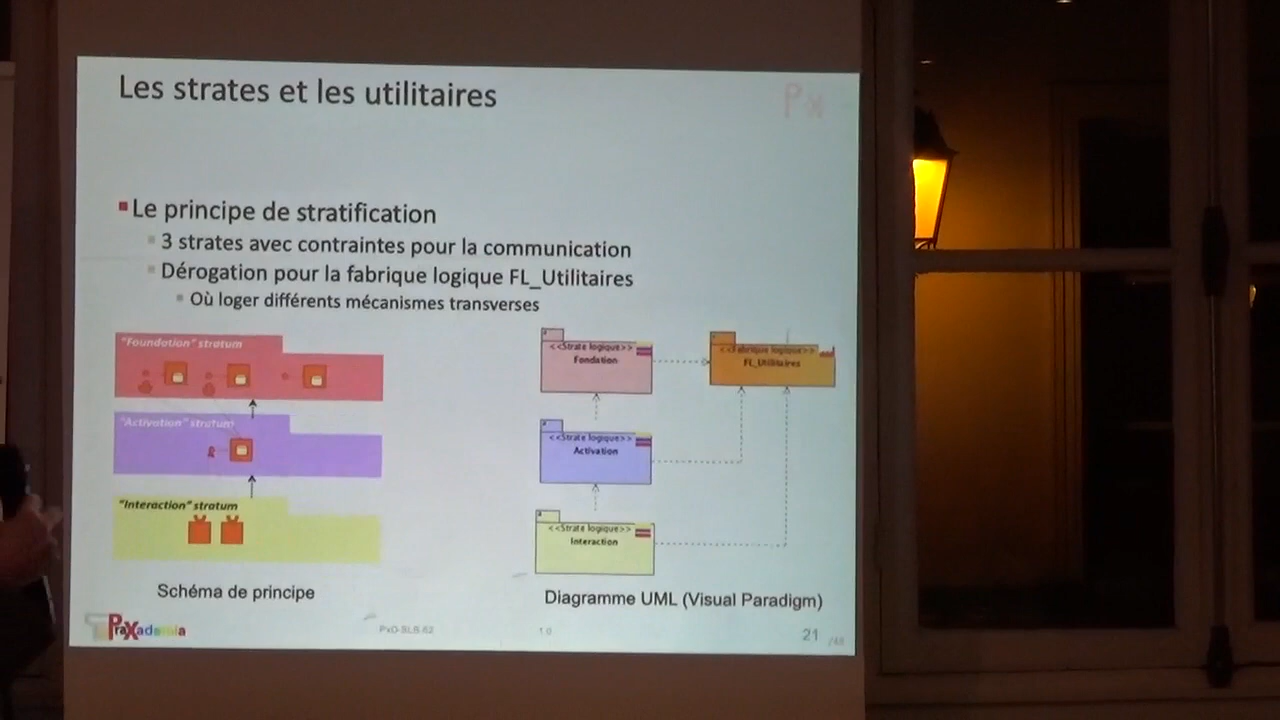 Les strates et les utilitaires
Px
Le principe de stratification
3 strates avec contraintes pour la communication
Dérogation pour la fabrique logique FL_Utilitaires
Où loger différents mécanismes transverses
"Foundation" stratum
"Activation" stratum
"Interaction" stratum
Schéma de principe
<<Strate logique>>
Fondation
<<Fabrique logique>>
FL_Utilitaires
<<Strate logique>>
Activation
<<Strate logique>>
Interaction
Diagramme UML (Visual Paradigm)
PraXademia
1.0
21